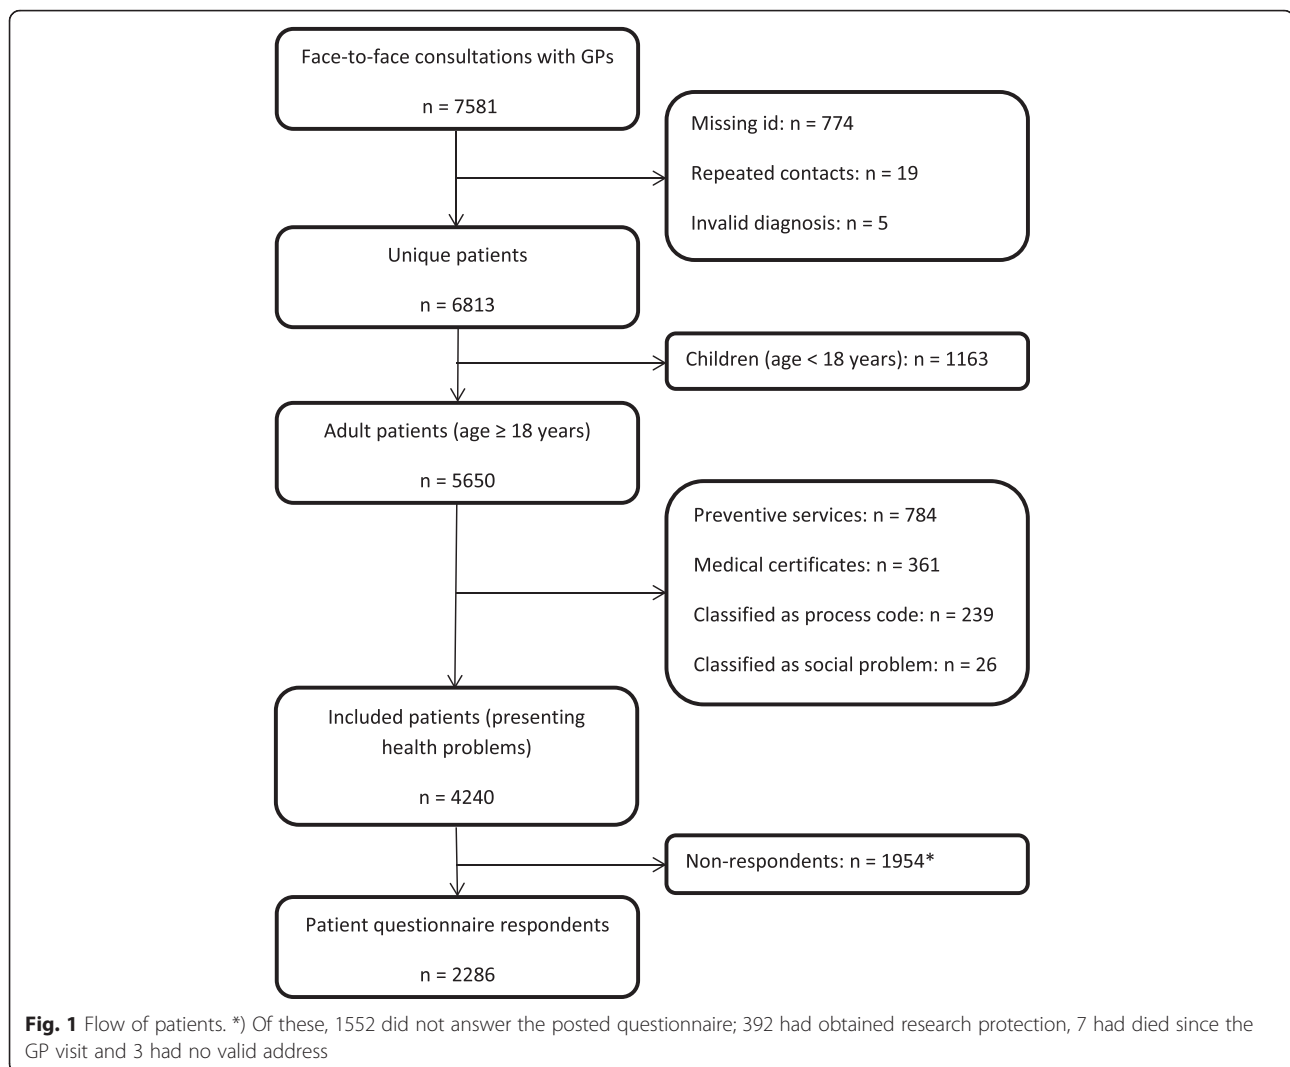 Face-to-face consultations with GPs
n = 7581
Missing id: n = 774
Repeated contacts: n = 19
Invalid diagnosis: n = 5
Unique patients
n = 6813
Children (age < 18 years): n = 1163
Adult patients (age ≥ 18 years)
n = 5650
Preventive services: n = 784
Medical certificates: n = 361
Classified as process code: n = 239
Classified as social problem: n = 26
Included patients (presenting
health problems)
n = 4240
Non-respondents: n = 1954*
Patient questionnaire respondents
n = 2286
Fig. 1 Flow of patients. *) Of these, 1552 did not answer the posted questionnaire; 392 had obtained research protection, 7 had died since the
GP visit and 3 had no valid address